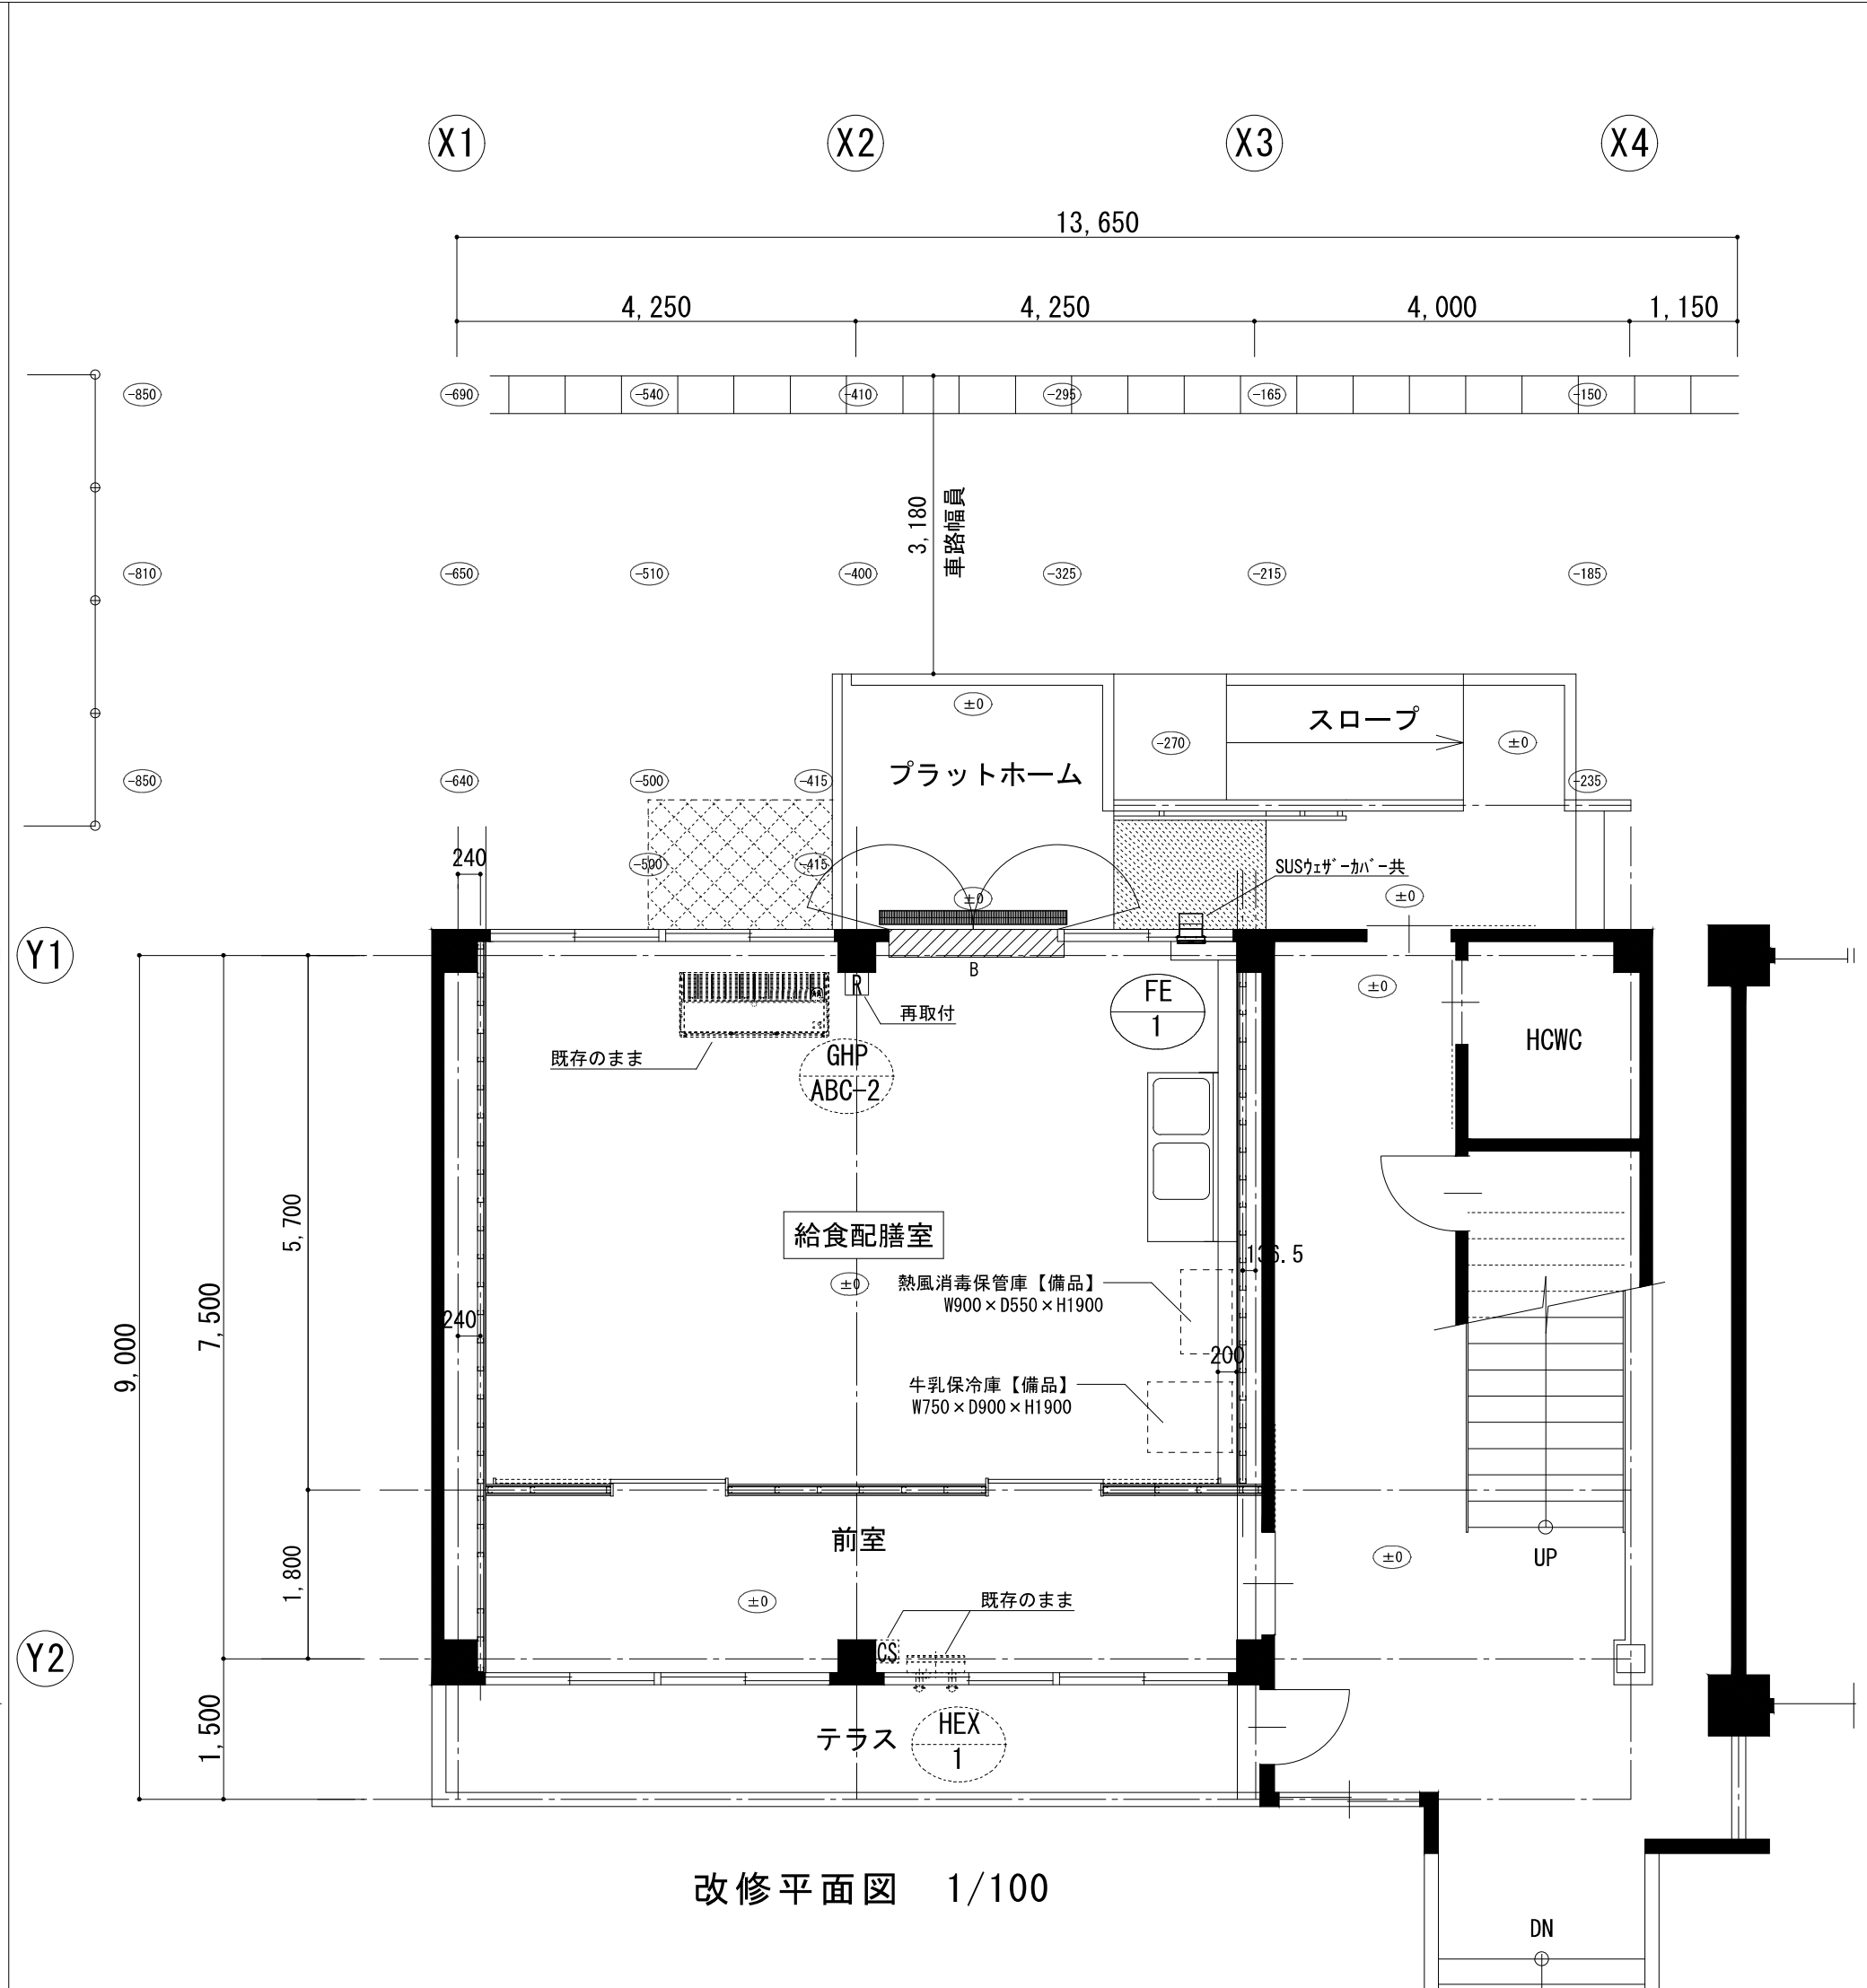 X1 X2 X3 X4
13,650
4,250 4,250 4,000 1,150
-850 -690 -540 -410 -295 -165 -150
3,180
車路幅員
-810 -650 -510 -400 -325 -215 -185
±0
スロープ
-270 ±0
プラットホーム
-850 -640 -500 -415 -235
240
-500 -415
SUSウェザーカバー共
±0 ±0
Y1
B
R
±0
FE
1
再取付
既存のまま
GHP
ABC-2
HCWC
5,700
給食配膳室
136.5
±0
熱風消毒保管庫【備品】
W900×D550×H1900
7,500
240
9,000
200
牛乳保冷庫【備品】
W750×D900×H1900
前室
±0
UP
1,800
±0
既存のまま
CS
Y2
1,500
テラス
HEX
1
改修平面図 1/100
DN